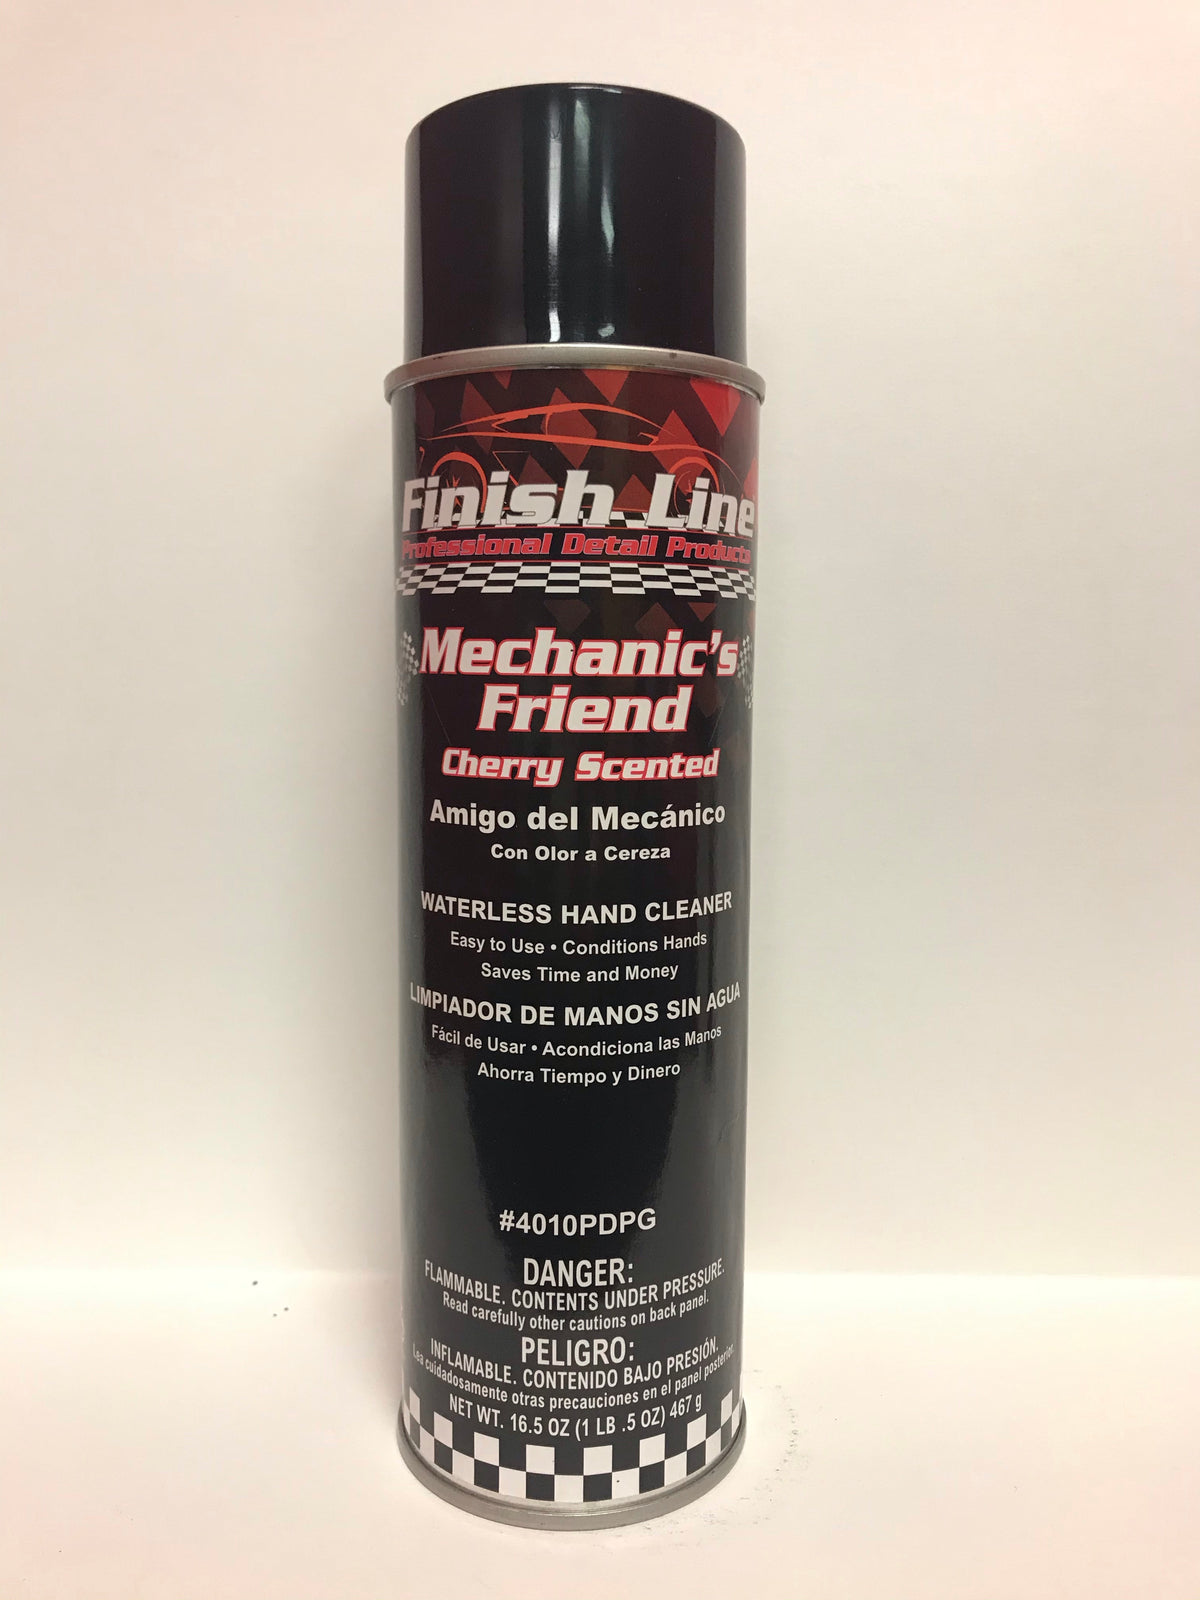 Finish Line
Professional Detail Products
Mechanic's
Friend
Cherry Scented
Amigo del Mecánico
Con Olor a Cereza
WATERLESS HAND CLEANER
Easy to Use • Conditions Hands
Saves Time and Money
LIMPIADOR DE MANOS SIN AGUA
Fácil de Usar • Acondiciona las Manos
Ahorra Tiempo y Dinero
#4010PDPG
DANGER:
FLAMMABLE. CONTENTS UNDER PRESSURE.
Read carefully other cautions on back panel.
PELIGRO:
INFLAMABLE. CONTENIDO BAJO PRESIÓN.
Lea cuidadosamente otras precauciones en el panel posterior.
NET WT. 16.5 OZ (1 LB .5 OZ) 467 g